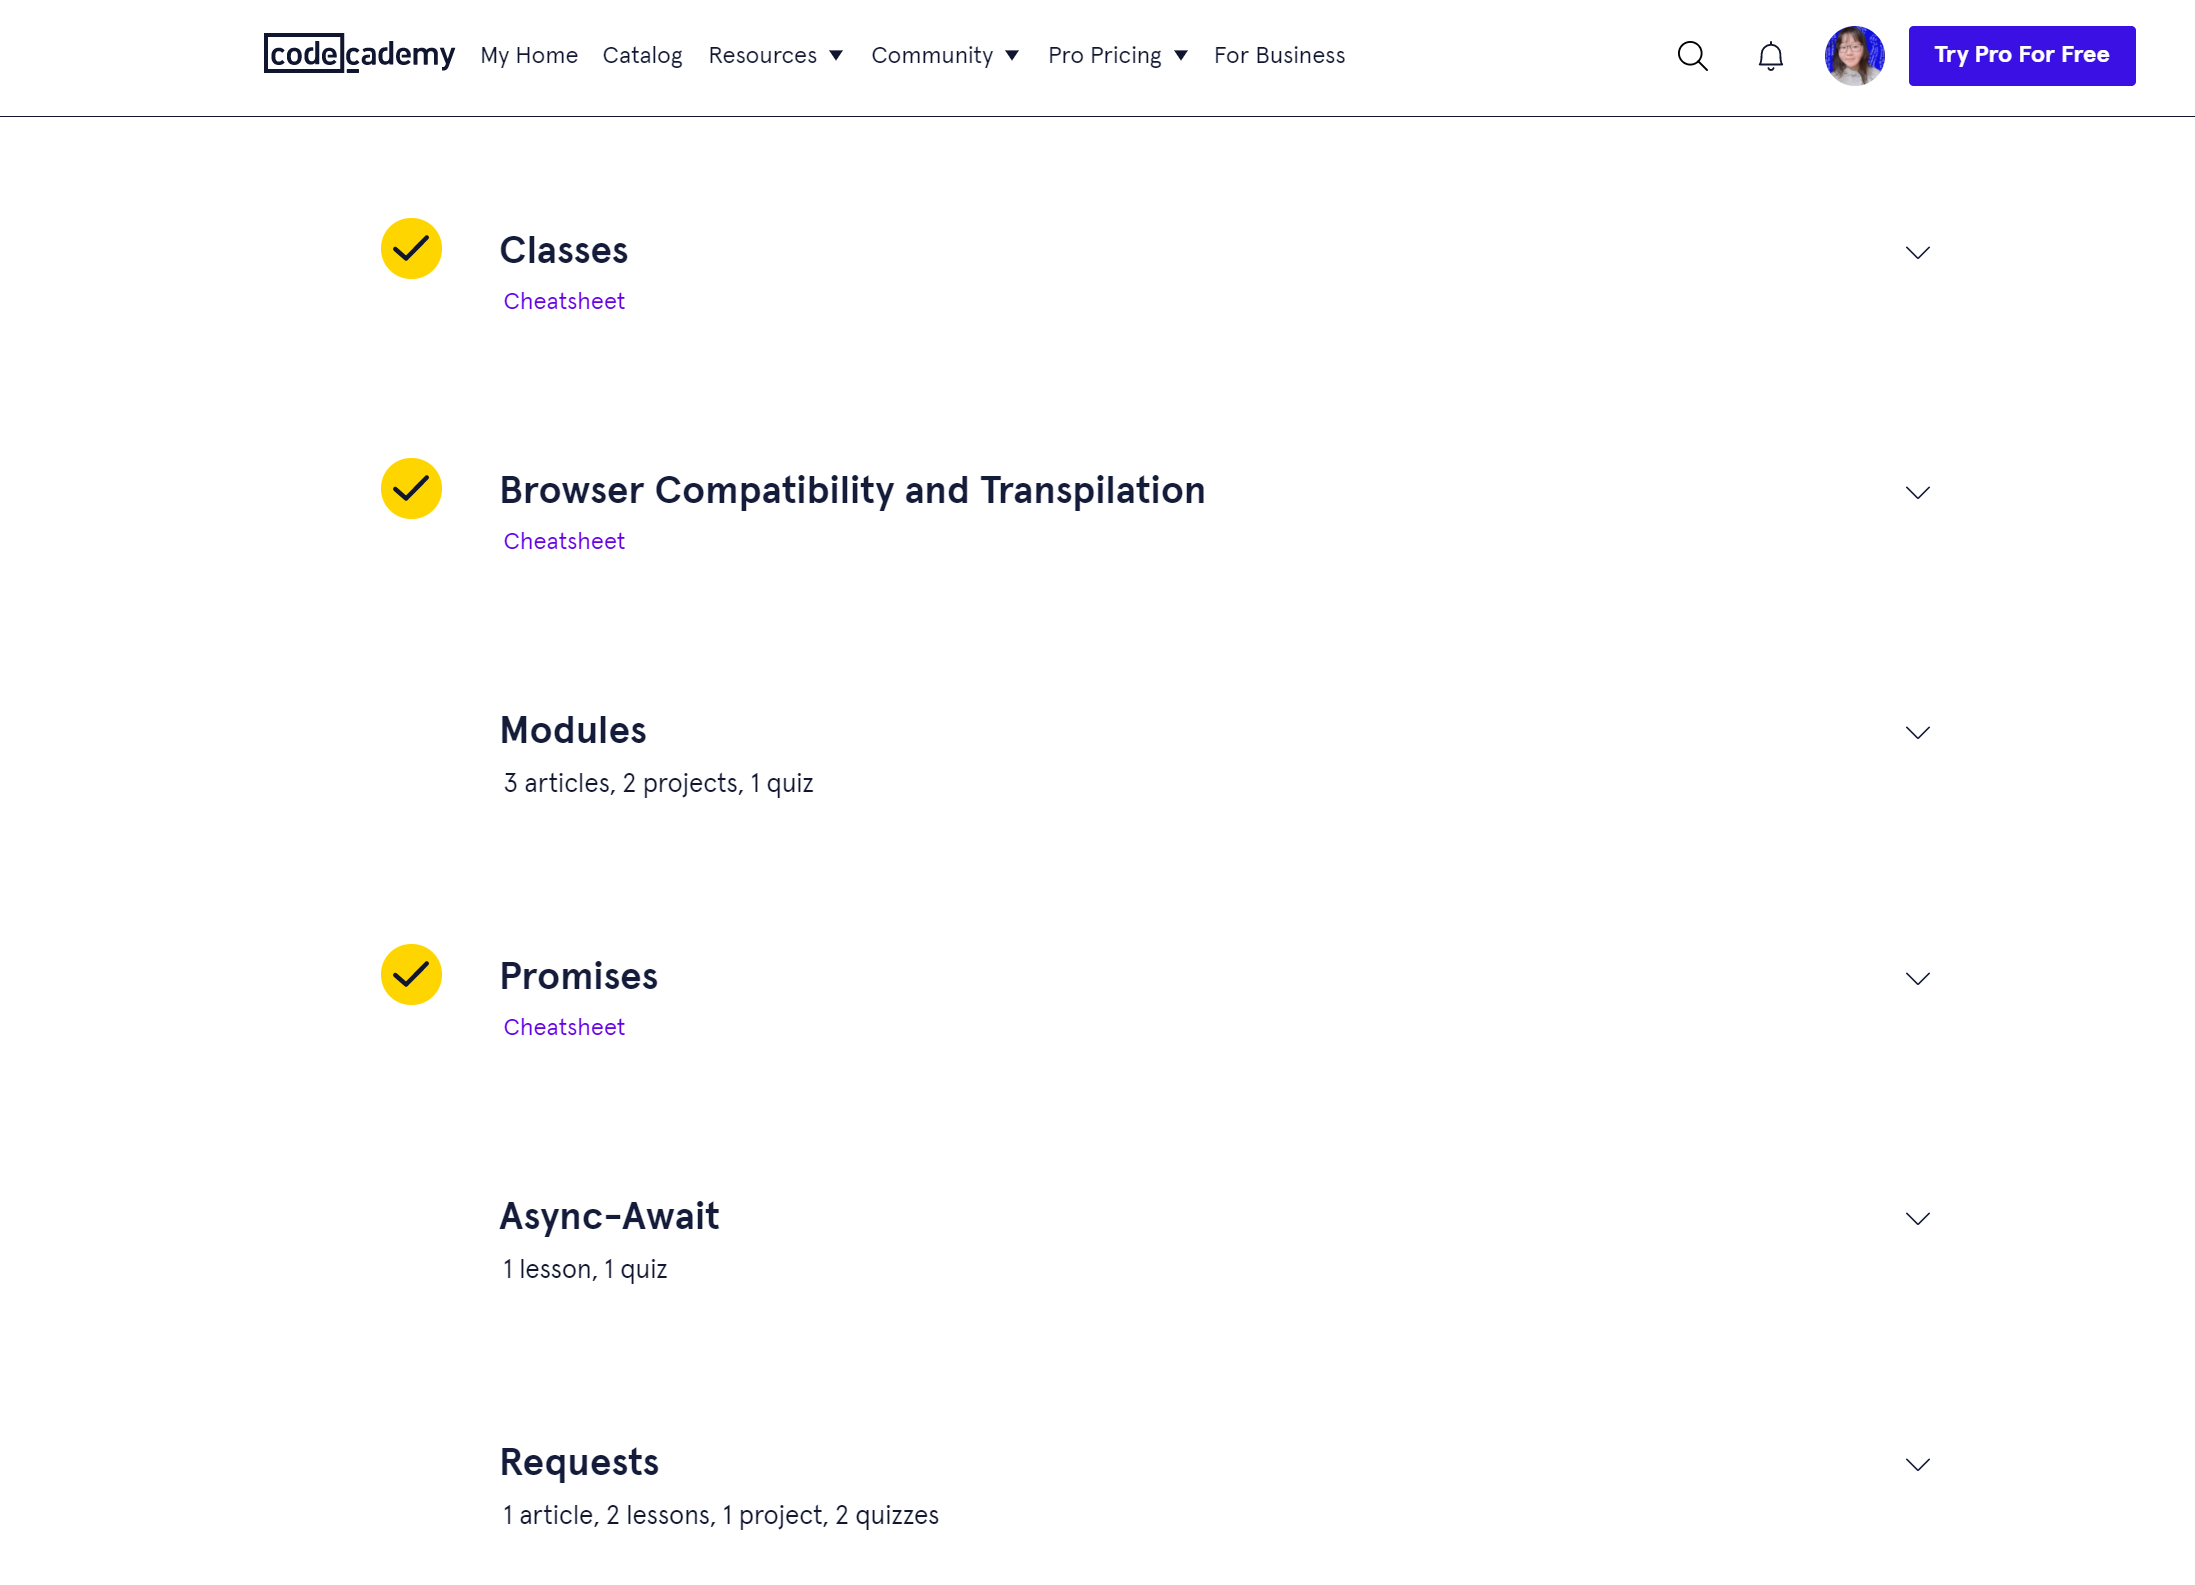 codecademy My Home Catalog Resources Community Pro Pricing For Business Try Pro For Free
Classes
Cheatsheet
Browser Compatibility and Transpilation
Cheatsheet
Modules
3 articles, 2 projects, 1 quiz
Promises
Cheatsheet
Async-Await
1 lesson, 1 quiz
Requests
1 article, 2 lessons, 1 project, 2 quizzes